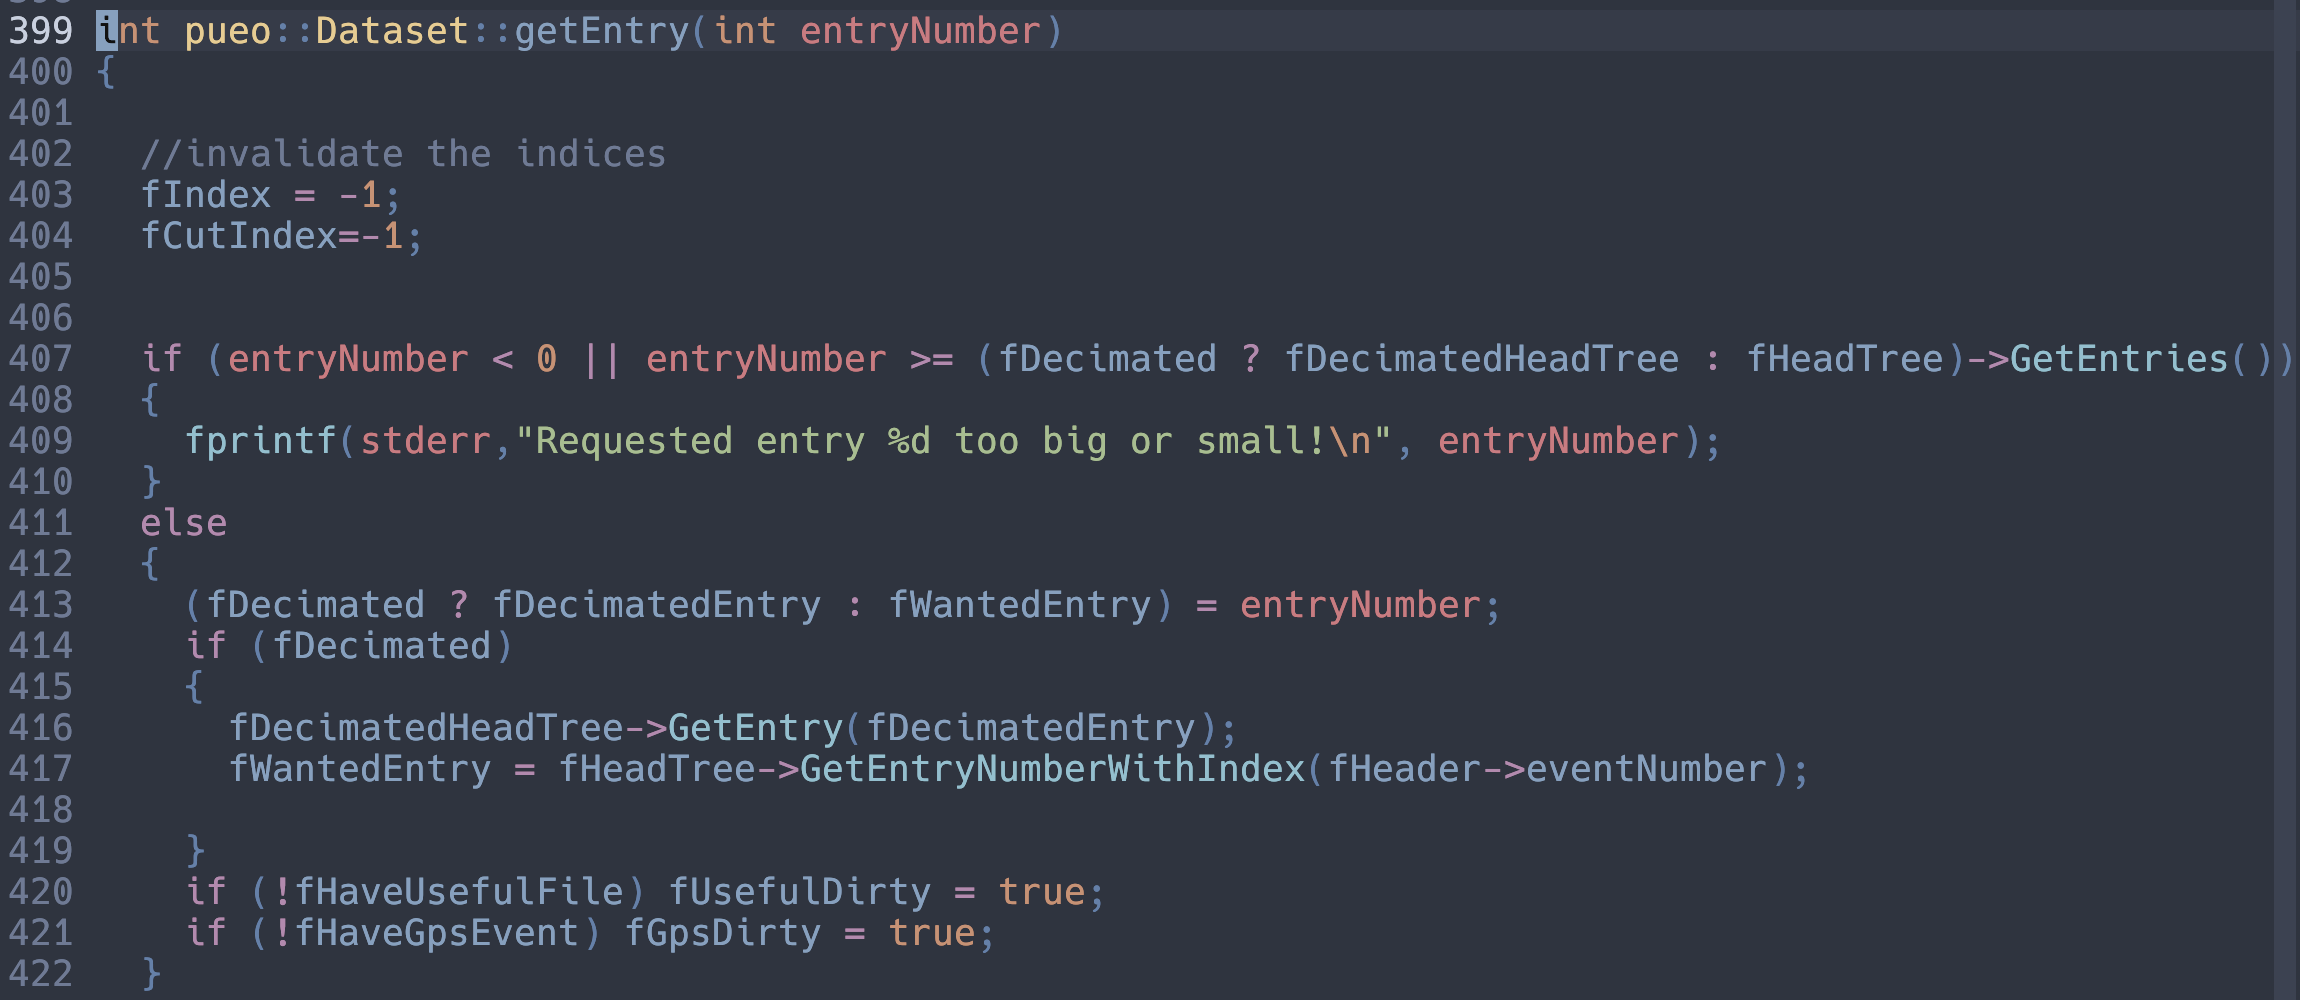 399 int pueo::Dataset::getEntry(int entryNumber)
400 {
401
402   //invalidate the indices
403   fIndex = -1;
404   fCutIndex=-1;
405
406
407   if (entryNumber < 0 || entryNumber >= (fDecimated ? fDecimatedHeadTree : fHeadTree)->GetEntries())
408   {
409     fprintf(stderr,"Requested entry %d too big or small!\n", entryNumber);
410   }
411   else
412   {
413     (fDecimated ? fDecimatedEntry : fWantedEntry) = entryNumber;
414     if (fDecimated)
415     {
416       fDecimatedHeadTree->GetEntry(fDecimatedEntry);
417       fWantedEntry = fHeadTree->GetEntryNumberWithIndex(fHeader->eventNumber);
418
419     }
420     if (!fHaveUsefulFile) fUsefulDirty = true;
421     if (!fHaveGpsEvent) fGpsDirty = true;
422   }